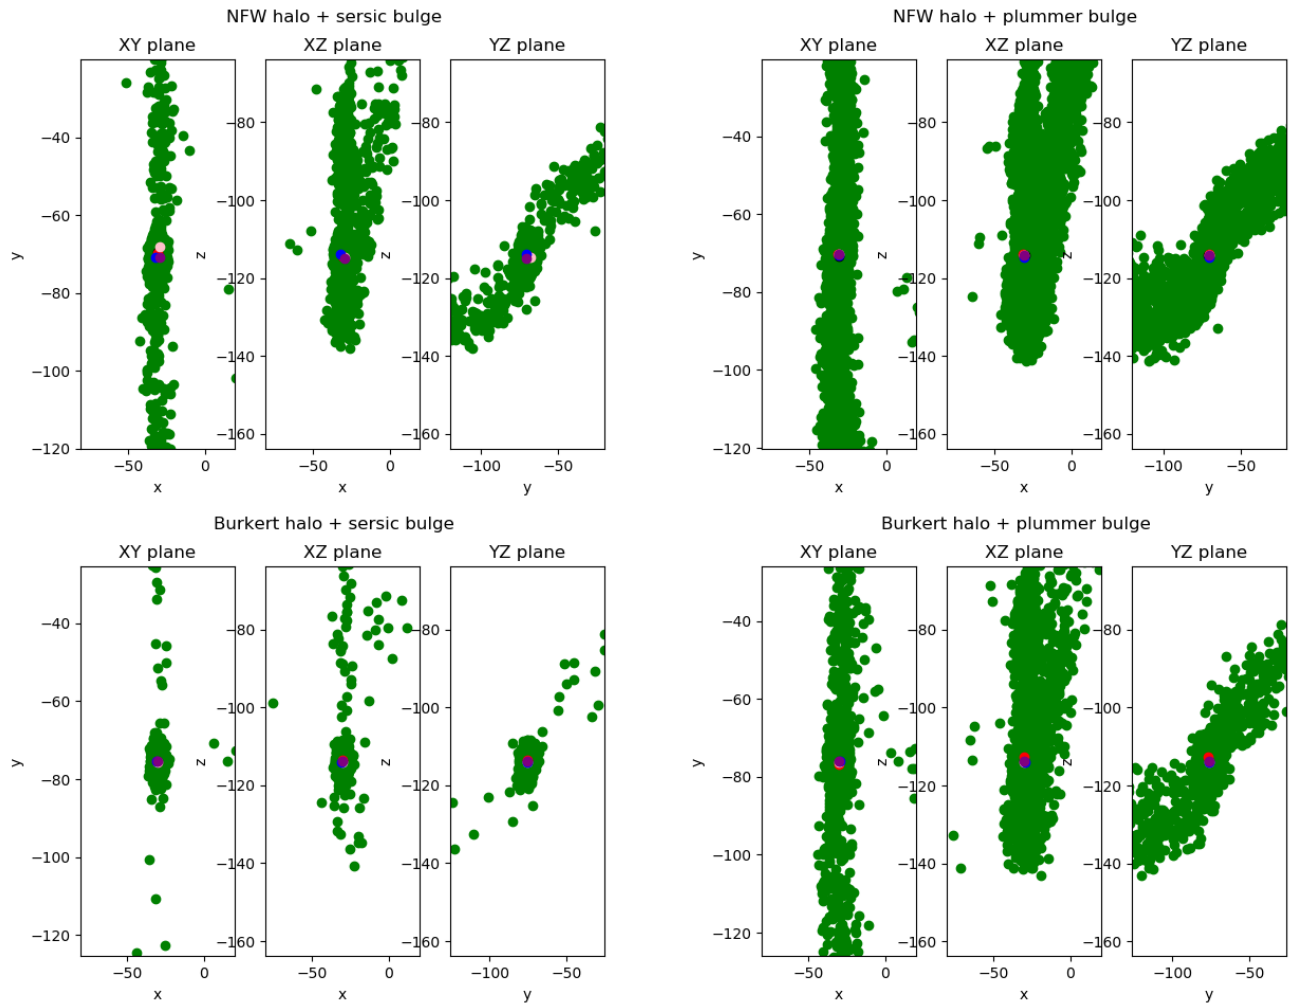 NFW halo + sersic bulge
XY plane
XZ plane
YZ plane
−40
−60
−80
−100
−120
y
−50
0
x
−80
−100
−120
−140
−160
z
−50
0
x
−80
−100
−120
−140
−160
z
−100
−50
y
NFW halo + plummer bulge
XY plane
XZ plane
YZ plane
−40
−60
−80
−100
−120
y
−50
0
x
−80
−100
−120
−140
−160
z
−50
0
x
−80
−100
−120
−140
−160
z
−100
−50
y
Burkert halo + sersic bulge
XY plane
XZ plane
YZ plane
−40
−60
−80
−100
−120
y
−50
0
x
−80
−100
−120
−140
−160
z
−50
0
x
−80
−100
−120
−140
−160
z
−100
−50
y
Burkert halo + plummer bulge
XY plane
XZ plane
YZ plane
−40
−60
−80
−100
−120
y
−50
0
x
−80
−100
−120
−140
−160
z
−50
0
x
−80
−100
−120
−140
−160
z
−100
−50
y